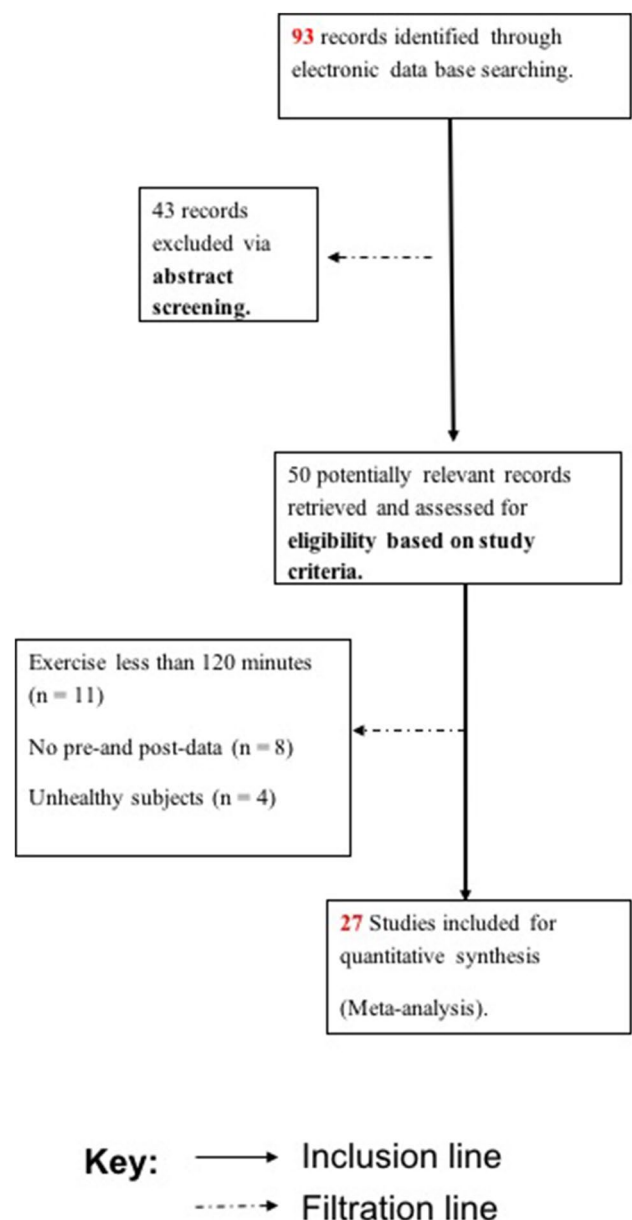 93 records identified through
electronic data base searching.
43 records
excluded via
abstract
screening.
50 potentially relevant records
retrieved and assessed for
eligibility based on study
criteria.
Exercise less than 120 minutes
(n = 11)
No pre-and post-data (n = 8)
Unhealthy subjects (n = 4)
27 Studies included for
quantitative synthesis
(Meta-analysis).
Key:
Inclusion line
Filtration line